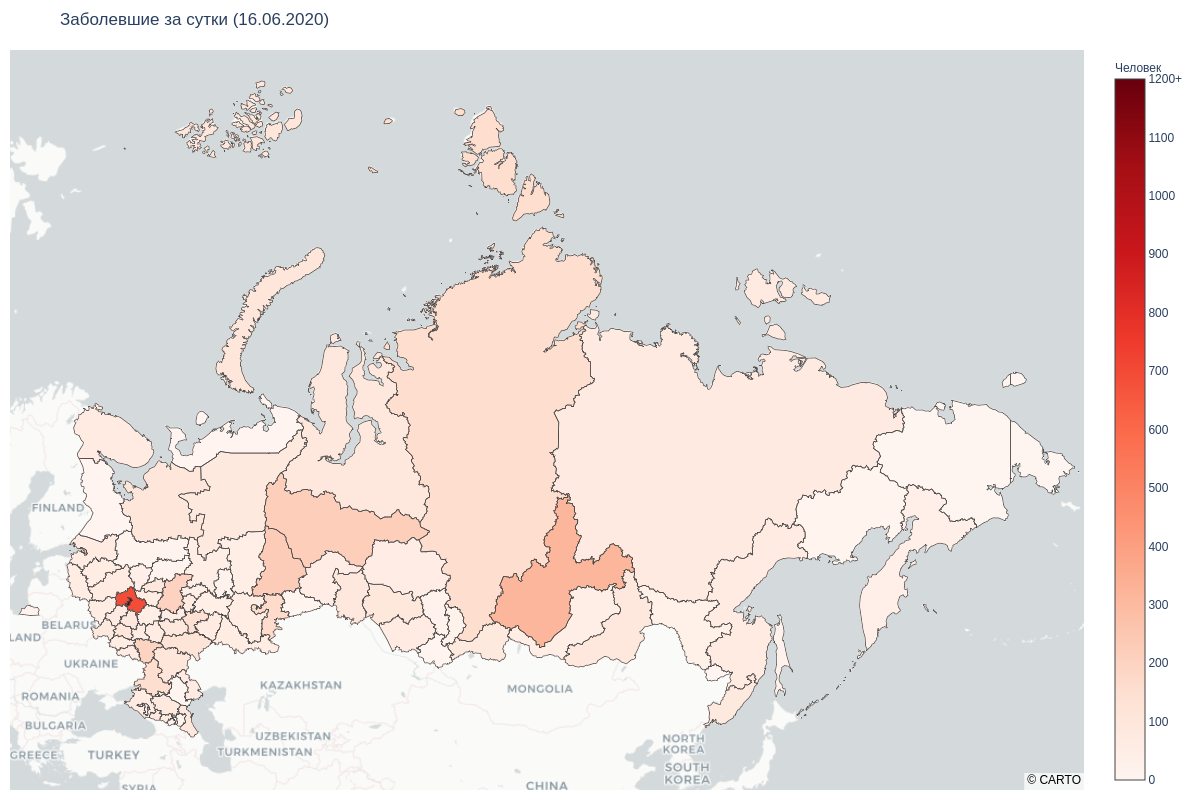 Заболевшие за сутки (16.06.2020)
Человек
1200+
1100
1000
900
800
700
600
500
400
300
200
100
0
FINLAND
BELARUS
LAND
UKRAINE
ROMANIA
BULGARIA
GREECE
TURKEY
SYRIA
KAZAKHSTAN
UZBEKISTAN
TURKMENISTAN
MONGOLIA
CHINA
NORTH
KOREA
SOUTH
KOREA
© CARTO